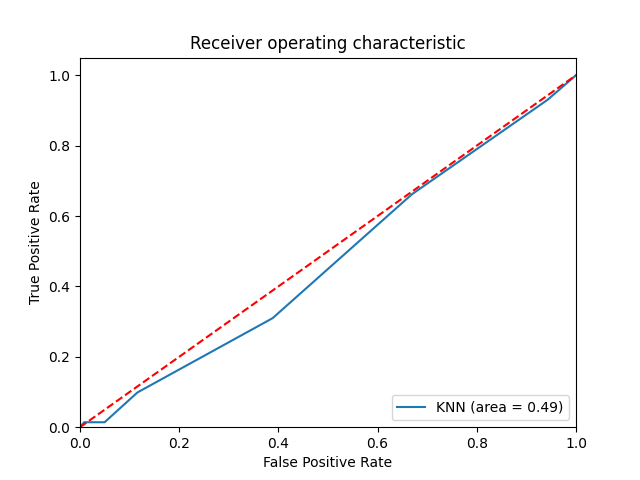 Receiver operating characteristic
True Positive Rate
1.0
0.8
0.6
0.4
0.2
0.0
KNN (area = 0.49)
0.0 0.2 0.4 0.6 0.8 1.0
False Positive Rate